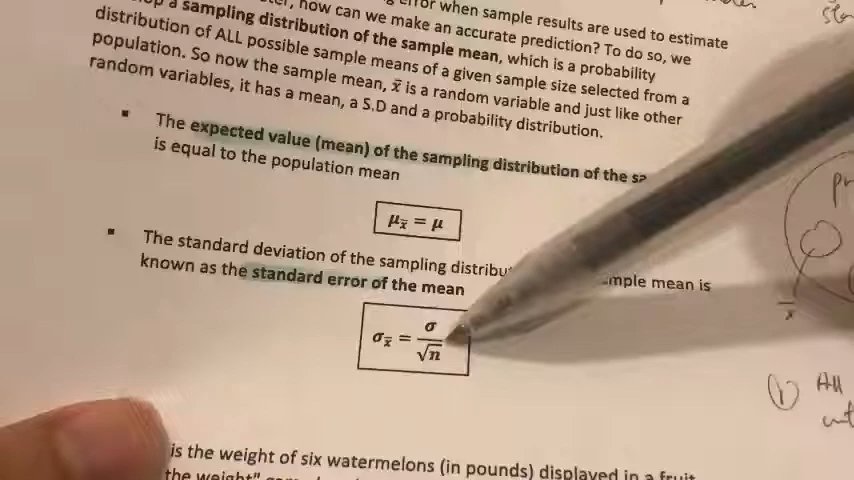 error when sample results are used to estimate
how can we make an accurate prediction? To do so, we
a sampling distribution of the sample mean, which is a probability
distribution of ALL possible sample means of a given sample size selected from a
population. So now the sample mean, x̄ is a random variable and just like other
random variables, it has a mean, a S.D and a probability distribution.
▪ The expected value (mean) of the sampling distribution of the
is equal to the population mean
μx̄ = μ
▪ The standard deviation of the sampling mean is
known as the standard error of the mean
σx̄ = σ/√n
x̄
① All
is the weight of six watermelons (in pounds) displayed in a fruit
the weight"